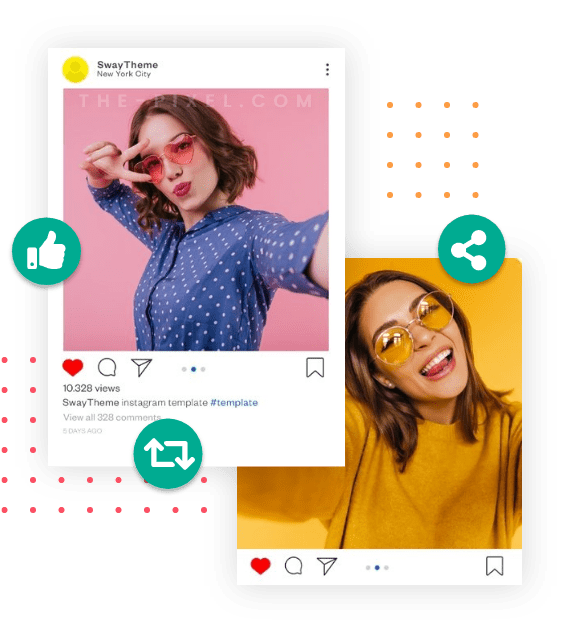 SwayTheme
New York City
THE-PIXEL.COM
10.328 views
SwayTheme instagram template #template
View all 328 comments
5 DAYS AGO